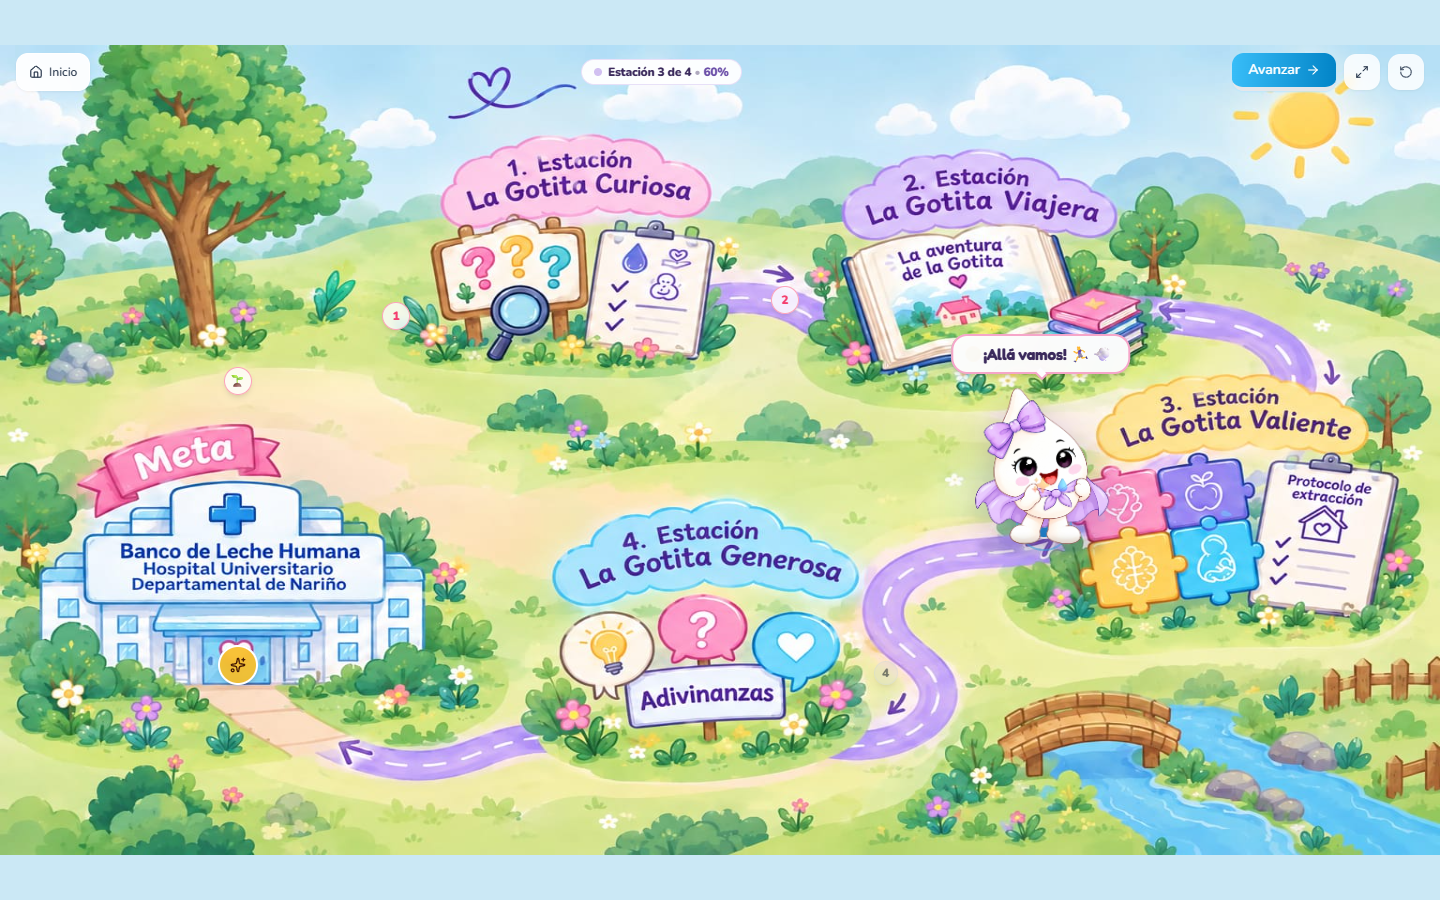 Inicio
Estación 3 de 4 • 60%
Avanzar
1. Estación
La Gotita Curiosa
? ? ?
1
2
2. Estación
La Gotita Viajera
La aventura
de la Gotita
¡Allá vamos!
3. Estación
La Gotita Valiente
Protocolo de
extracción
Meta
Banco de Leche Humana
Hospital Universitario
Departamental de Nariño
4. Estación
La Gotita Generosa
?
Adivinanzas
4